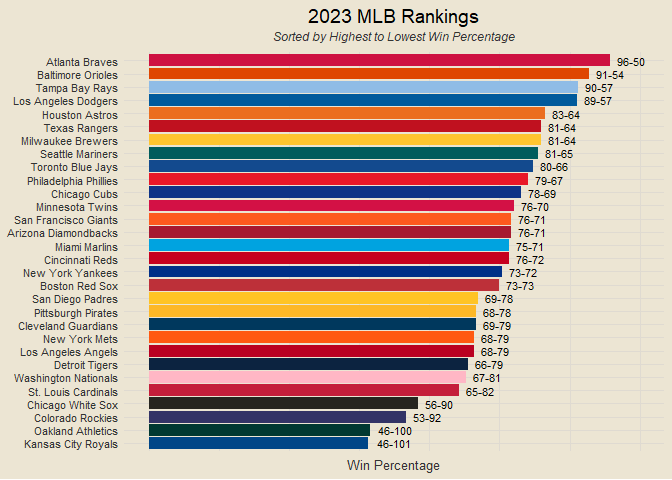 2023 MLB Rankings
Sorted by Highest to Lowest Win Percentage
Atlanta Braves 96-50
Baltimore Orioles 91-54
Tampa Bay Rays 90-57
Los Angeles Dodgers 89-57
Houston Astros 83-64
Texas Rangers 81-64
Milwaukee Brewers 81-64
Seattle Mariners 81-65
Toronto Blue Jays 80-66
Philadelphia Phillies 79-67
Chicago Cubs 78-69
Minnesota Twins 76-70
San Francisco Giants 76-71
Arizona Diamondbacks 76-71
Miami Marlins 75-71
Cincinnati Reds 76-72
New York Yankees 73-72
Boston Red Sox 73-73
San Diego Padres 69-78
Pittsburgh Pirates 68-78
Cleveland Guardians 69-79
New York Mets 68-79
Los Angeles Angels 68-79
Detroit Tigers 66-79
Washington Nationals 67-81
St. Louis Cardinals 65-82
Chicago White Sox 56-90
Colorado Rockies 53-92
Oakland Athletics 46-100
Kansas City Royals 46-101
Win Percentage